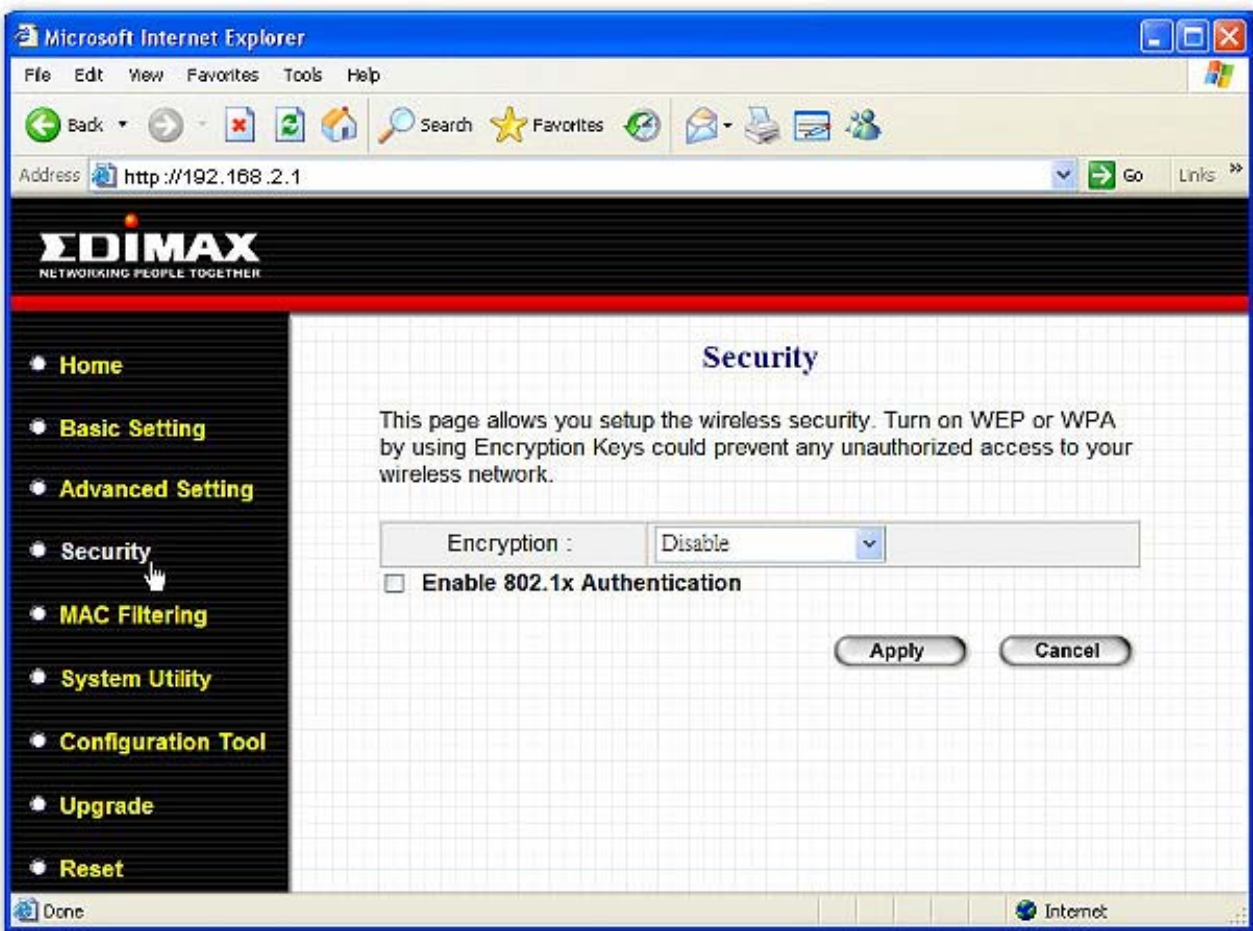 Microsoft Internet Explorer
File Edit View Favorites Tools Help
Back Search Favorites
Address http://192.168.2.1 Go Links »
EDIMAX
NETWORKING PEOPLE TOGETHER
Home
Basic Setting
Advanced Setting
Security
MAC Filtering
System Utility
Configuration Tool
Upgrade
Reset
Security
This page allows you setup the wireless security. Turn on WEP or WPA
by using Encryption Keys could prevent any unauthorized access to your
wireless network.
Encryption : Disable
Enable 802.1x Authentication
Apply Cancel
Done Internet